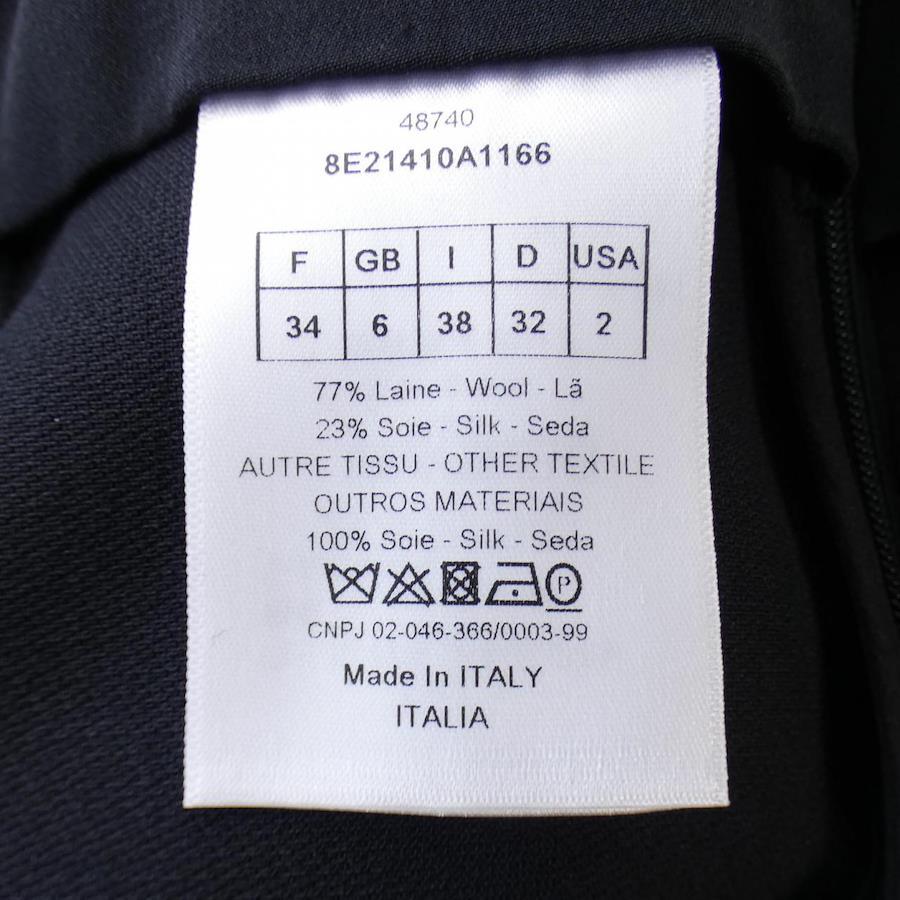 48740
8E21410A1166
F GB I D USA
34 6 38 32 2
77% Laine - Wool - Lã
23% Soie - Silk - Seda
AUTRE TISSU - OTHER TEXTILE
OUTROS MATERIAIS
100% Soie - Silk - Seda
P
CNPJ 02-046-366/0003-99
Made In ITALY
ITALIA